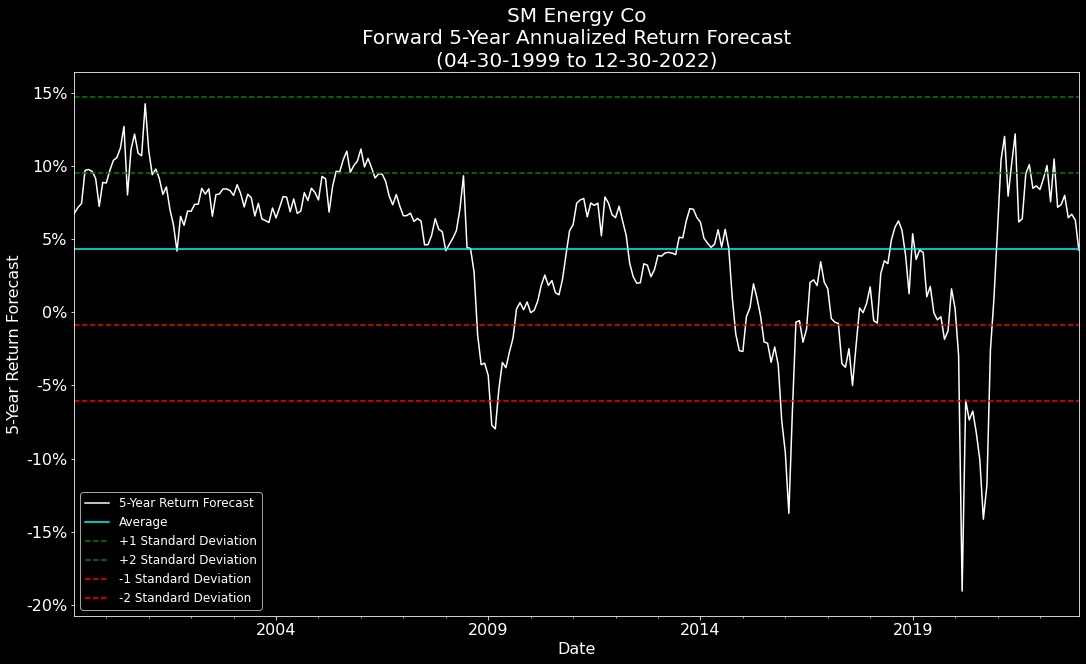 SM Energy Co
Forward 5-Year Annualized Return Forecast
(04-30-1999 to 12-30-2022)
5-Year Return Forecast
15%
10%
5%
0%
-5%
-10%
-15%
-20%
5-Year Return Forecast
Average
+1 Standard Deviation
+2 Standard Deviation
-1 Standard Deviation
-2 Standard Deviation
2004
2009
2014
2019
Date